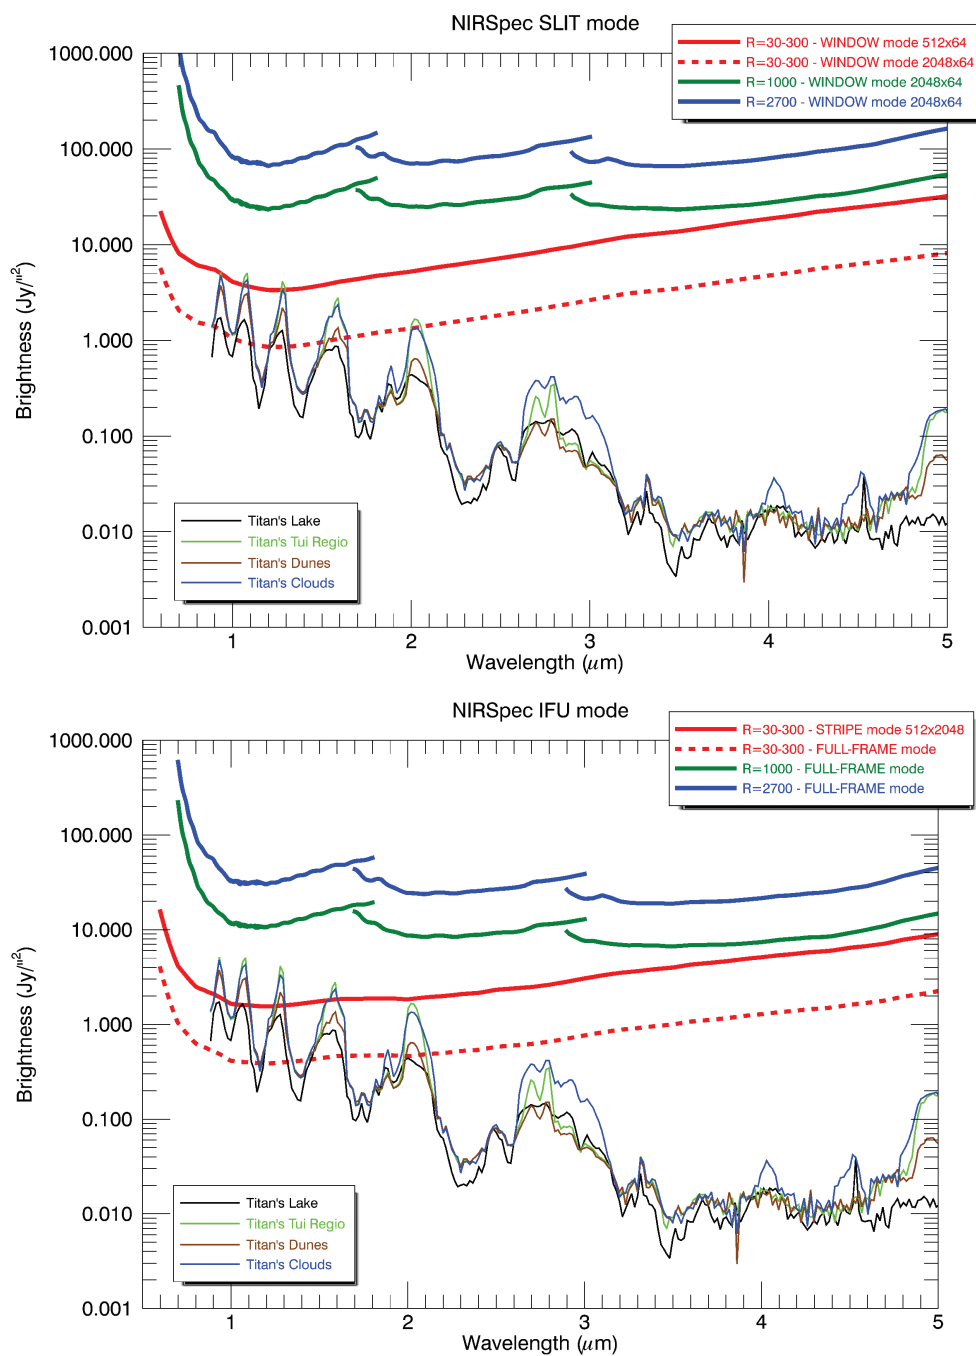 NIRSpec SLIT mode
R=30-300 - WINDOW mode 512x64
R=30-300 - WINDOW mode 2048x64
R=1000 - WINDOW mode 2048x64
R=2700 - WINDOW mode 2048x64
1000.000
100.000
10.000
1.000
0.100
0.010
0.001
Brightness (Jy/"²)
Titan's Lake
Titan's Tui Regio
Titan's Dunes
Titan's Clouds
1 2 3 4 5
Wavelength (μm)
NIRSpec IFU mode
R=30-300 - STRIPE mode 512x2048
R=30-300 - FULL-FRAME mode
R=1000 - FULL-FRAME mode
R=2700 - FULL-FRAME mode
1000.000
100.000
10.000
1.000
0.100
0.010
0.001
Brightness (Jy/"²)
Titan's Lake
Titan's Tui Regio
Titan's Dunes
Titan's Clouds
1 2 3 4 5
Wavelength (μm)